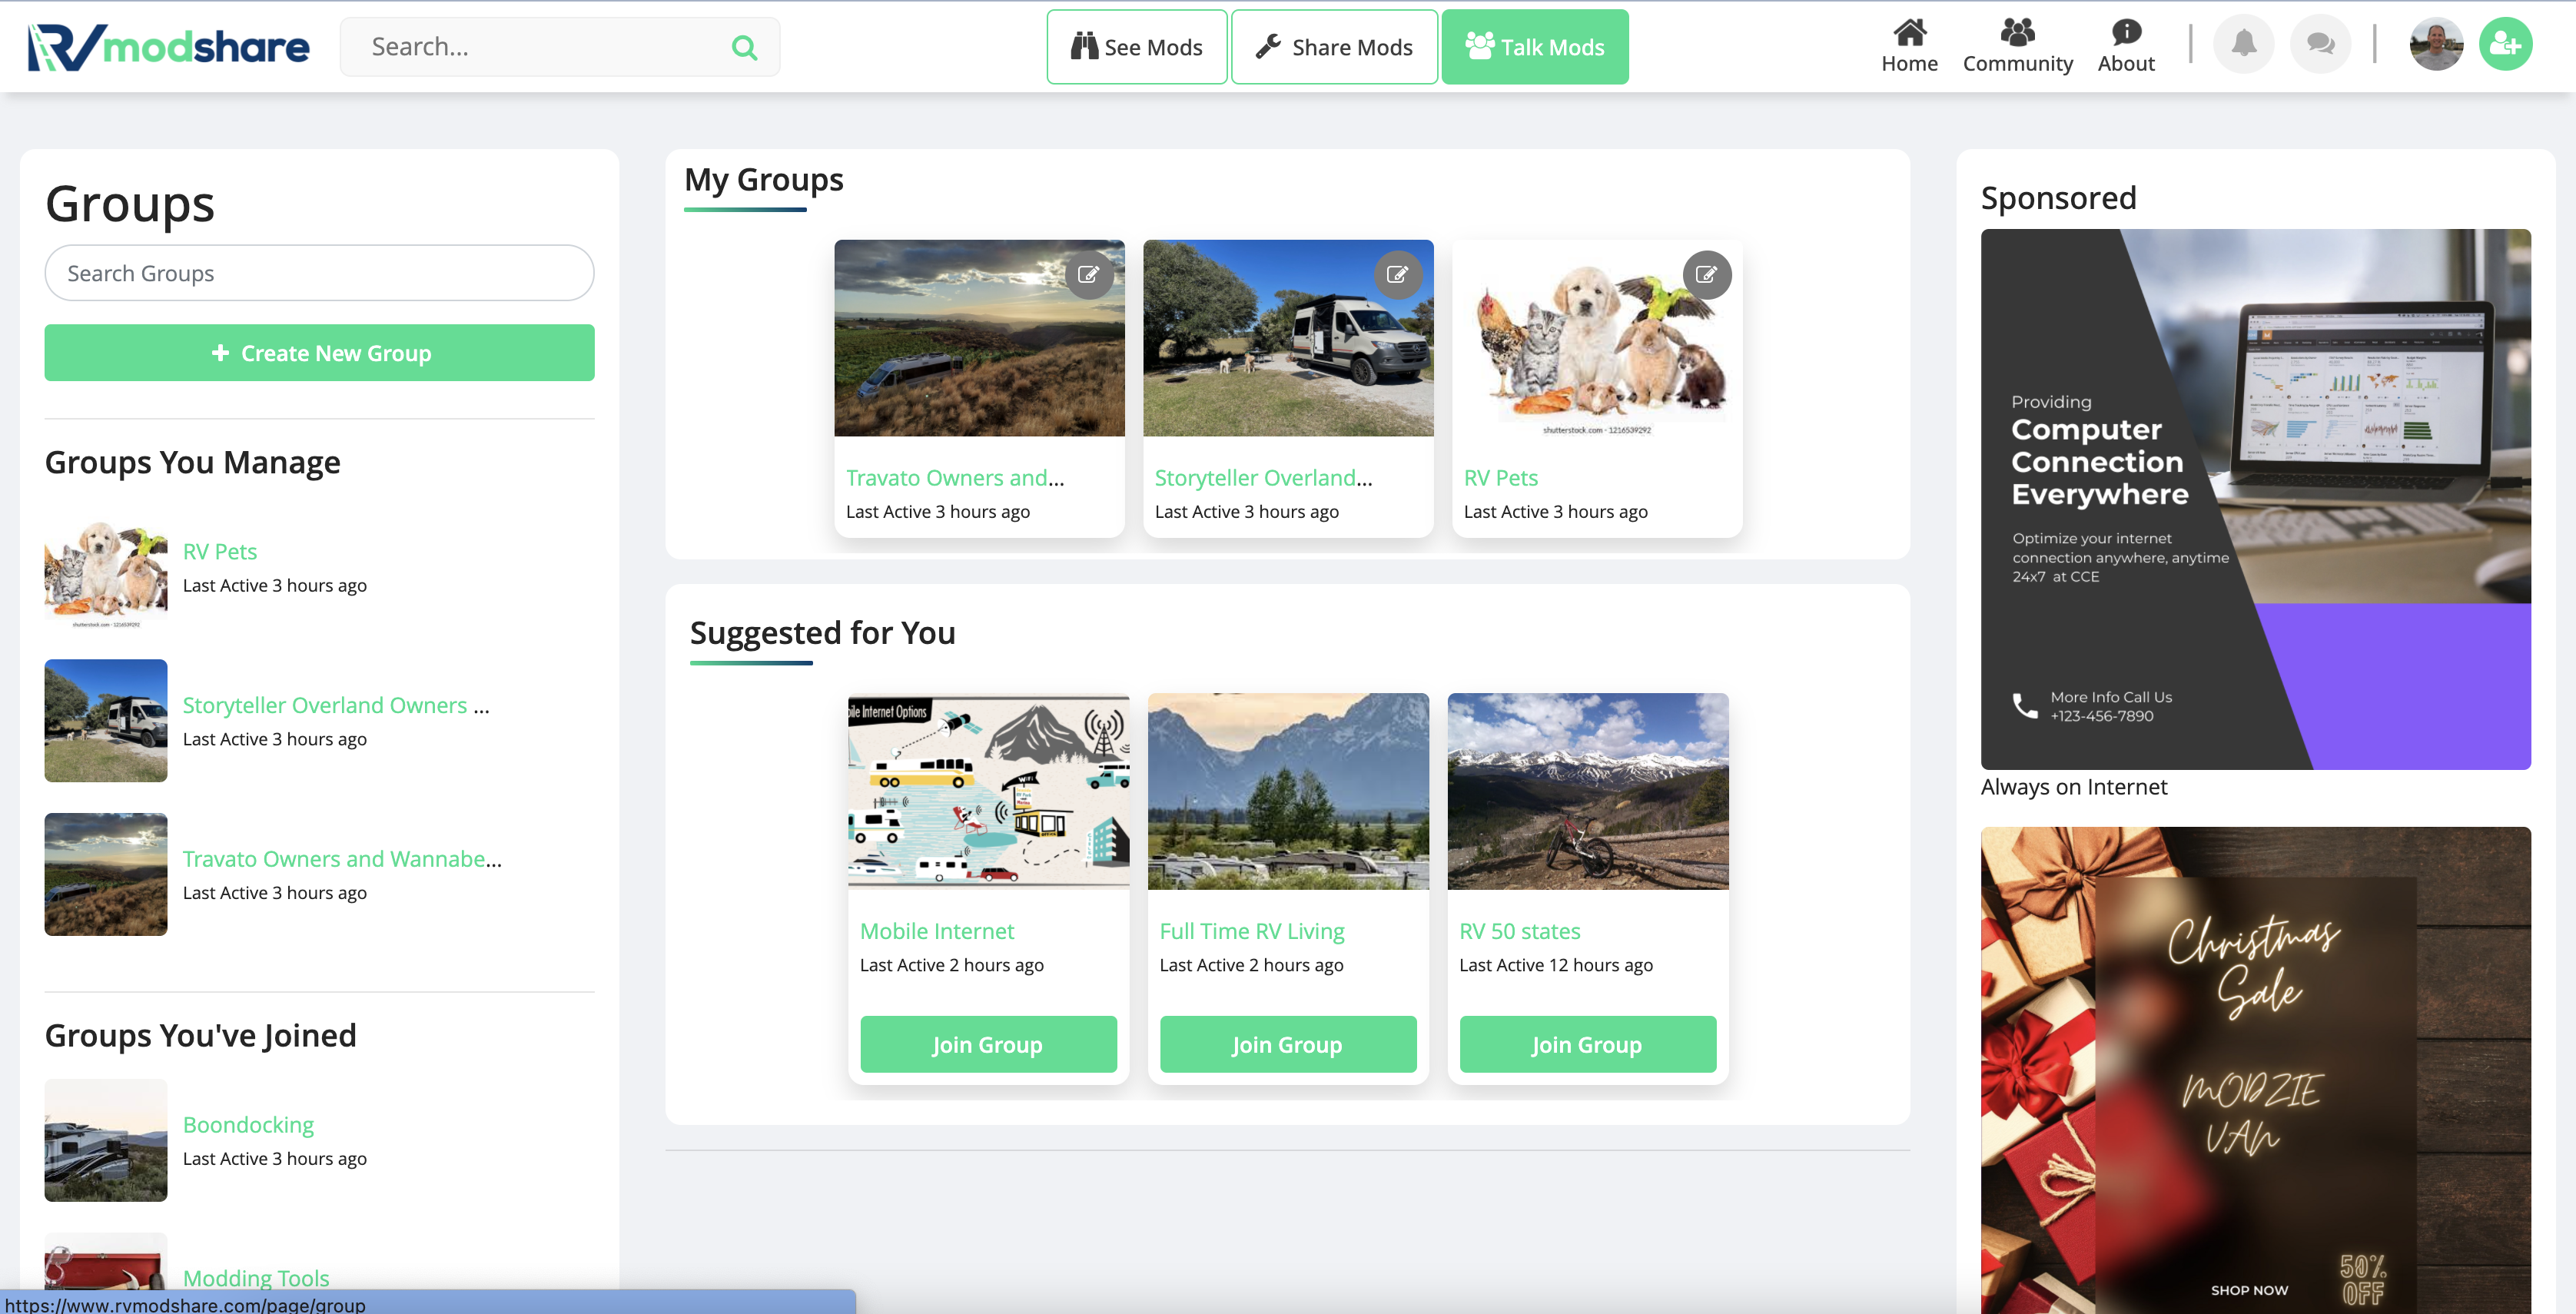 RVmodshare
Search...
See Mods
Share Mods
Talk Mods
Home
Community
About
Groups
Search Groups
+ Create New Group
Groups You Manage
RV Pets
Last Active 3 hours ago
shutterstock.com · 1216539292
Storyteller Overland Owners ...
Last Active 3 hours ago
Travato Owners and Wannabe...
Last Active 3 hours ago
Groups You've Joined
Boondocking
Last Active 3 hours ago
Modding Tools
https://www.rvmodshare.com/page/group
My Groups
Travato Owners and...
Last Active 3 hours ago
Storyteller Overland...
Last Active 3 hours ago
shutterstock.com · 1216539292
RV Pets
Last Active 3 hours ago
Suggested for You
bile Internet Options
WiFi
Mobile Internet
Last Active 2 hours ago
Join Group
Full Time RV Living
Last Active 2 hours ago
Join Group
RV 50 states
Last Active 12 hours ago
Join Group
Sponsored
Providing
Computer
Connection
Everywhere
Optimize your internet
connection anywhere, anytime
24x7 at CCE
More Info Call Us
+123-456-7890
Always on Internet
Christmas
Sale
MODZIE
VAN
50%
OFF
SHOP NOW